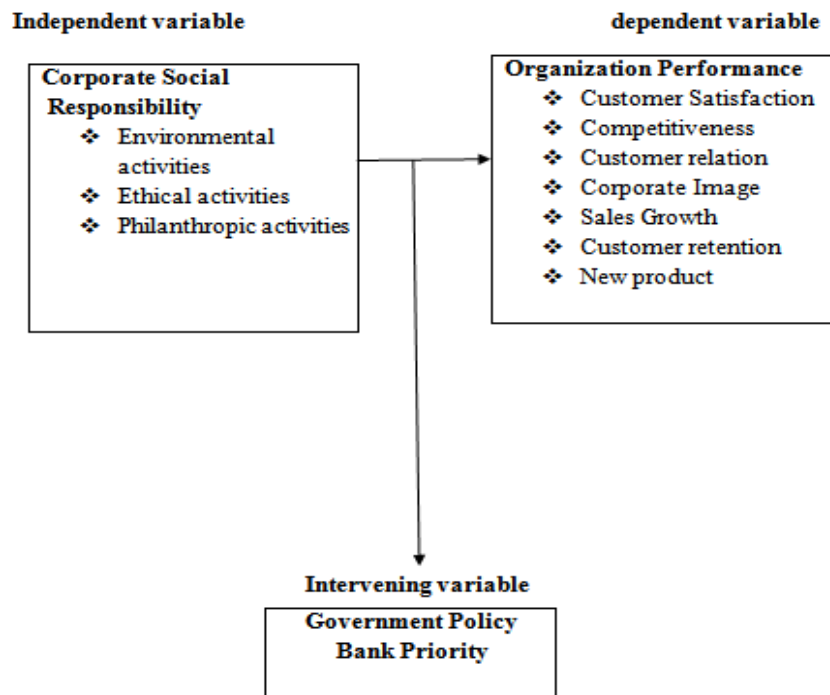 Independent variable
dependent variable
Corporate Social
Responsibility
❖ Environmental
activities
❖ Ethical activities
❖ Philanthropic activities
Organization Performance
❖ Customer Satisfaction
❖ Competitiveness
❖ Customer relation
❖ Corporate Image
❖ Sales Growth
❖ Customer retention
❖ New product
Intervening variable
Government Policy
Bank Priority